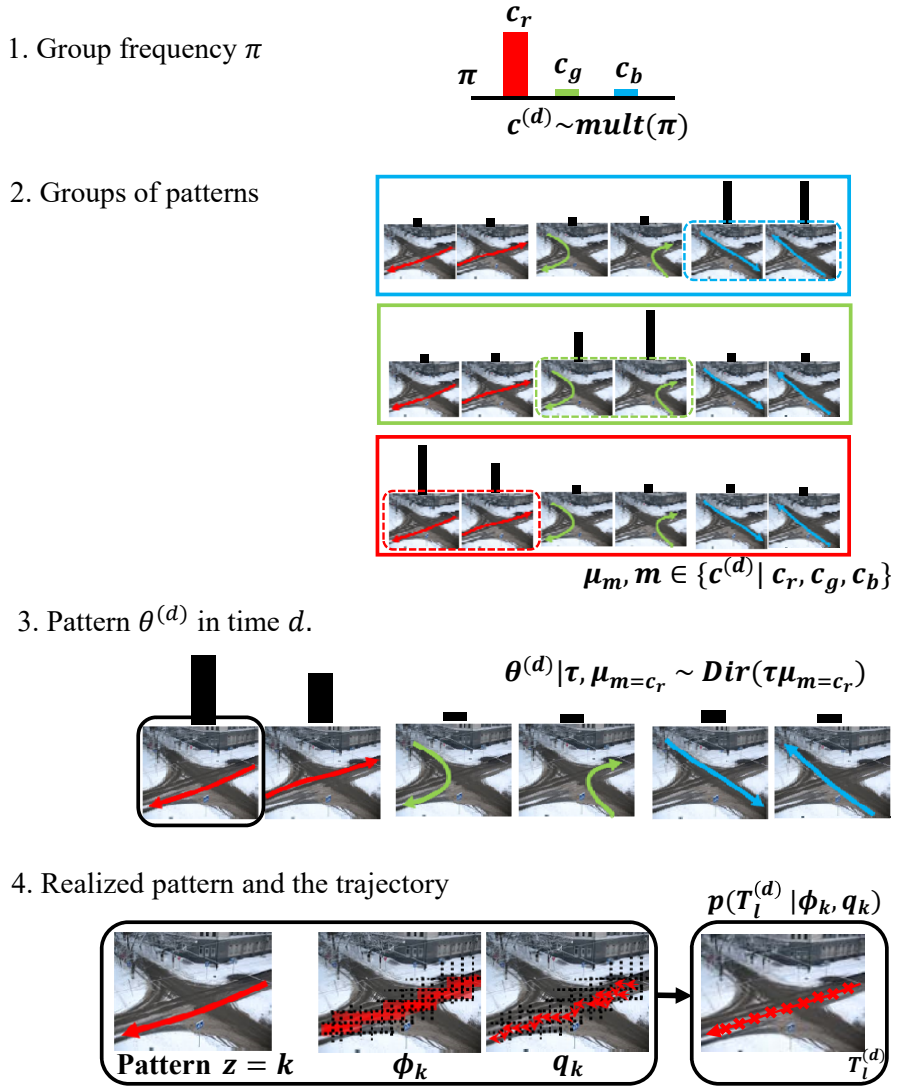 1. Group frequency π
c_r
c_g
c_b
π
c^(d)~mult(π)
2. Groups of patterns
μ_m, m ∈ {c^(d)| c_r, c_g, c_b}
3. Pattern θ^(d) in time d.
θ^(d)|τ, μ_{m=c_r} ~ Dir(τμ_{m=c_r})
4. Realized pattern and the trajectory
p(T_l^(d) |ϕ_k, q_k)
Pattern z = k
ϕ_k
q_k
T_l^(d)